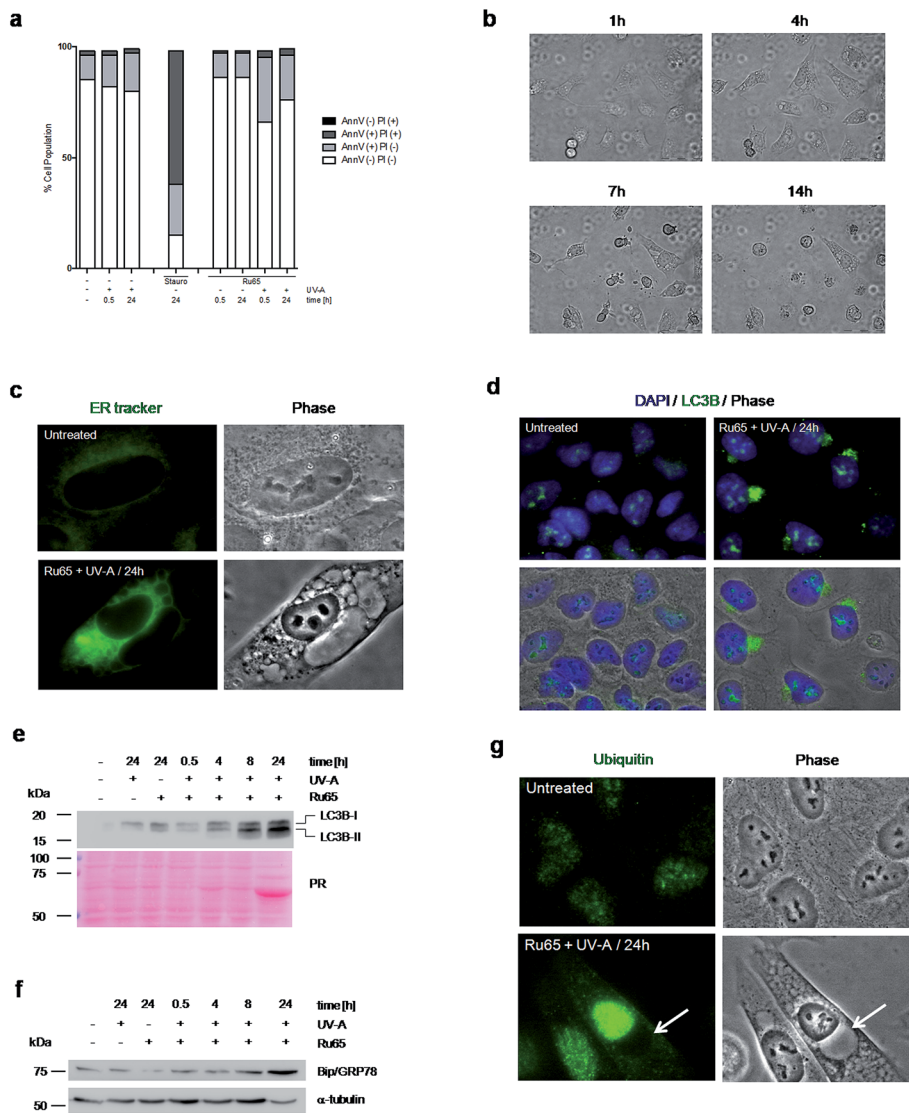 a
100
50
0
% Cell Population
AnnV (-) PI (+)
AnnV (+) PI (+)
AnnV (+) PI (-)
AnnV (-) PI (-)
Stauro Ru65
- + + - - - + + UV-A
- 0.5 24 24 0.5 24 0.5 24 time [h]
b
1h 4h
7h 14h
c
ER tracker Phase
Untreated
Ru65 + UV-A / 24h
d
DAPI / LC3B / Phase
Untreated Ru65 + UV-A / 24h
e
- 24 24 0.5 4 8 24 time [h]
- + - + + + + UV-A
- - + + + + + Ru65
kDa
20
15
LC3B-I
LC3B-II
100
75
50
PR
f
24 24 0.5 4 8 24 time [h]
- + - + + + + UV-A
- - + + + + + Ru65
kDa
75 Bip/GRP78
50 α-tubulin
g
Ubiquitin Phase
Untreated
Ru65 + UV-A / 24h